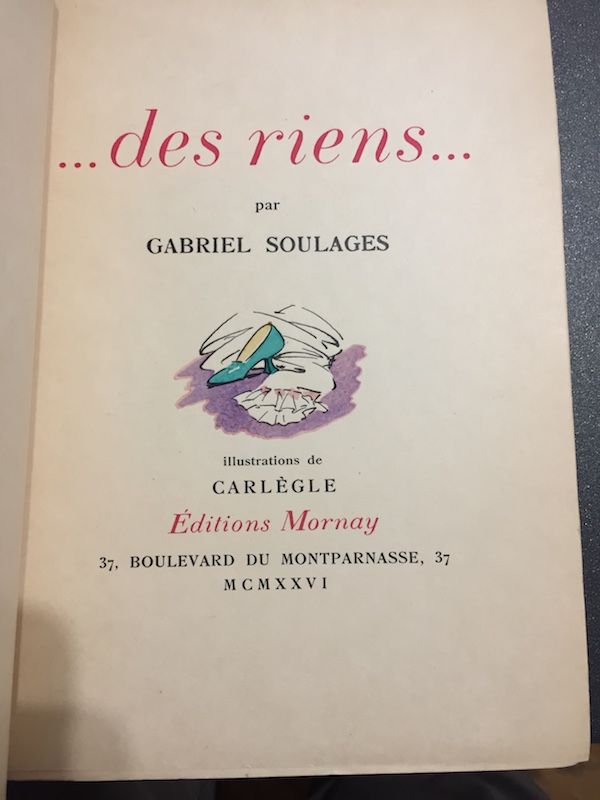 ...des riens...
par
GABRIEL SOULAGES
illustrations de
CARLÈGLE
Éditions Mornay
37, BOULEVARD DU MONTPARNASSE, 37
MCMXXVI